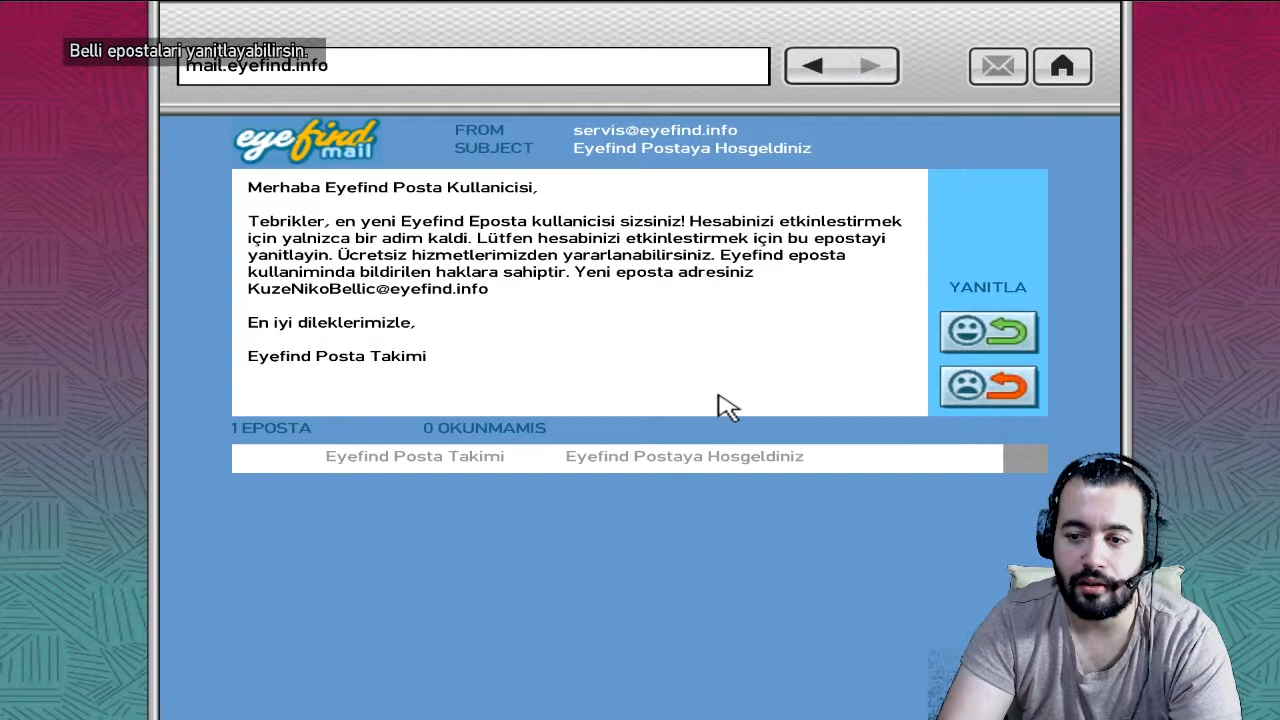 Belli epostalari yanitlayabilirsin.
mail.eyefind.info
eyefind mail
FROM servis@eyefind.info
SUBJECT Eyefind Postaya Hosgeldiniz
Merhaba Eyefind Posta Kullanicisi,
Tebrikler, en yeni Eyefind Eposta kullanicisi sizsiniz! Hesabinizi etkinlestirmek
için yalnizca bir adim kaldi. Lütfen hesabinizi etkinlestirmek için bu epostayi
yanitlayin. Ücretsiz hizmetlerimizden yararlanabilirsiniz. Eyefind eposta
kullaniminda bildirilen haklara sahiptir. Yeni eposta adresiniz
KuzeNikoBellic@eyefind.info
En iyi dileklerimizle,
Eyefind Posta Takimi
YANITLA
1 EPOSTA 0 OKUNMAMIS
Eyefind Posta Takimi Eyefind Postaya Hosgeldiniz